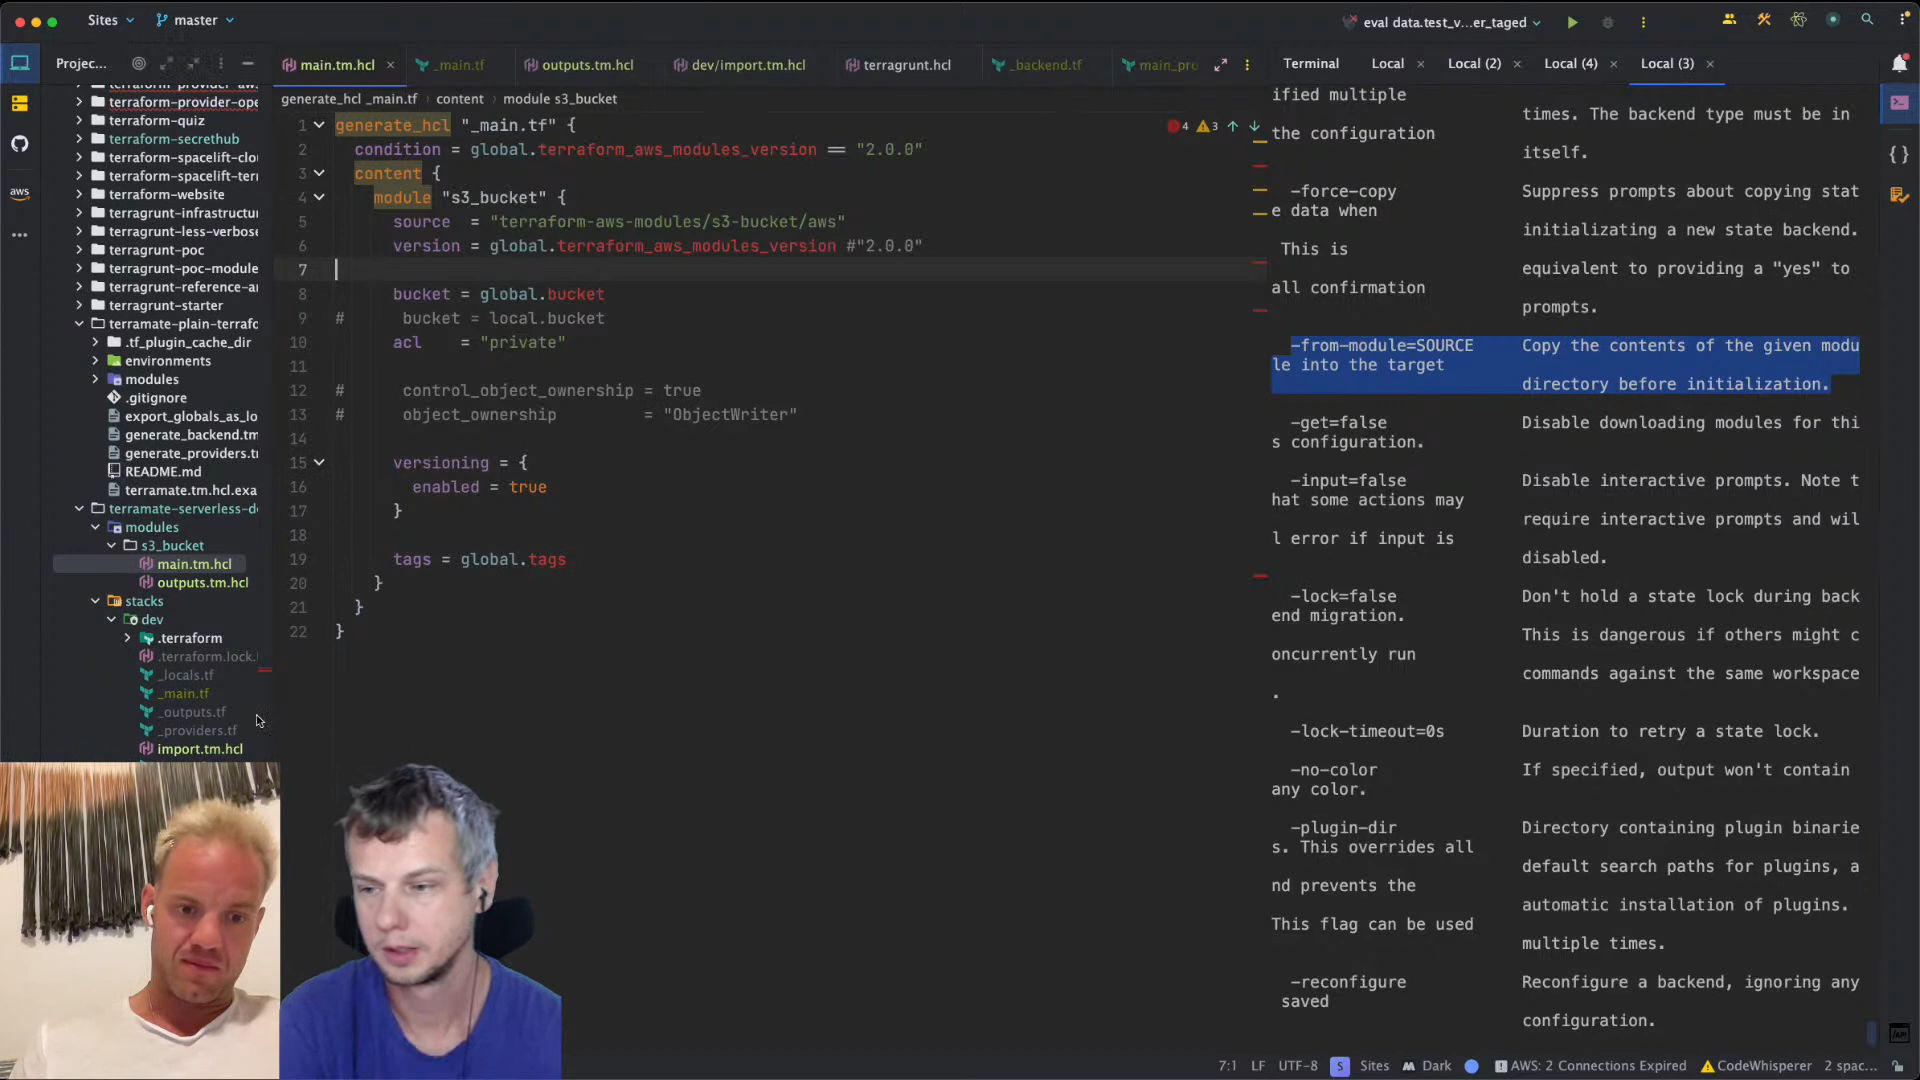 Sites
master
eval data.test_v...er_taged
Projec...
main.tm.hcl
_main.tf
outputs.tm.hcl
dev/import.tm.hcl
terragrunt.hcl
_backend.tf
main_pro
Terminal
Local
Local (2)
Local (4)
Local (3)
terraform-provider-aw
terraform-provider-ope
terraform-quiz
terraform-secrethub
terraform-spacelift-clo
terraform-spacelift-ter
terraform-website
terragrunt-infrastructu
terragrunt-less-verbose
terragrunt-poc
terragrunt-poc-module
terragrunt-reference-ar
terragrunt-starter
terramate-plain-terrafo
.tf_plugin_cache_dir
environments
modules
.gitignore
export_globals_as_lo
generate_backend.tm
generate_providers.tr
README.md
terramate.tm.hcl.exa
terramate-serverless-de
modules
s3_bucket
main.tm.hcl
outputs.tm.hcl
stacks
dev
.terraform
.terraform.lock.
_locals.tf
_main.tf
_outputs.tf
_providers.tf
import.tm.hcl
aws
generate_hcl _main.tf content module s3_bucket
4 3
1 generate_hcl "_main.tf" {
2 condition = global.terraform_aws_modules_version == "2.0.0"
3 content {
4 module "s3_bucket" {
5 source = "terraform-aws-modules/s3-bucket/aws"
6 version = global.terraform_aws_modules_version #"2.0.0"
7
8 bucket = global.bucket
9 # bucket = local.bucket
10 acl = "private"
11
12 # control_object_ownership = true
13 # object_ownership = "ObjectWriter"
14
15 versioning = {
16 enabled = true
17 }
18
19 tags = global.tags
20 }
21 }
22 }
ified multiple
times. The backend type must be in
the configuration
itself.
-force-copy Suppress prompts about copying stat
e data when
initializating a new state backend.
This is
equivalent to providing a "yes" to
all confirmation
prompts.
-from-module=SOURCE Copy the contents of the given modu
le into the target
directory before initialization.
-get=false Disable downloading modules for thi
s configuration.
-input=false Disable interactive prompts. Note t
hat some actions may
require interactive prompts and wil
l error if input is
disabled.
-lock=false Don't hold a state lock during back
end migration.
This is dangerous if others might c
oncurrently run
commands against the same workspace
.
-lock-timeout=0s Duration to retry a state lock.
-no-color If specified, output won't contain
any color.
-plugin-dir Directory containing plugin binarie
s. This overrides all
default search paths for plugins, a
nd prevents the
automatic installation of plugins.
This flag can be used
multiple times.
-reconfigure Reconfigure a backend, ignoring any
saved
configuration.
7:1 LF UTF-8 S Sites Dark AWS: 2 Connections Expired CodeWhisperer 2 spac...